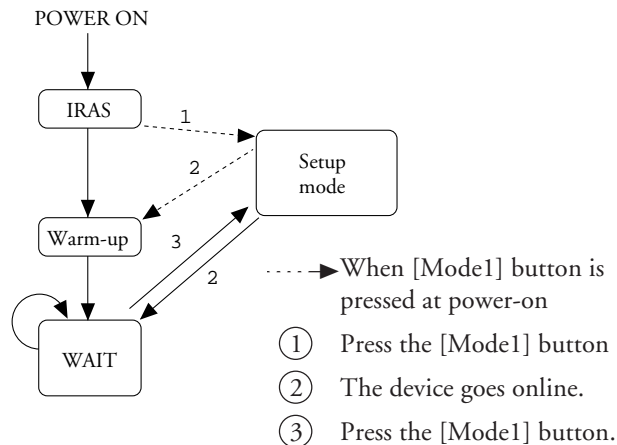 POWER ON
IRAS
1
Setup
mode
2
Warm-up
3
2
WAIT
When [Mode1] button is
pressed at power-on
1 Press the [Mode1] button
2 The device goes online.
3 Press the [Mode1] button.